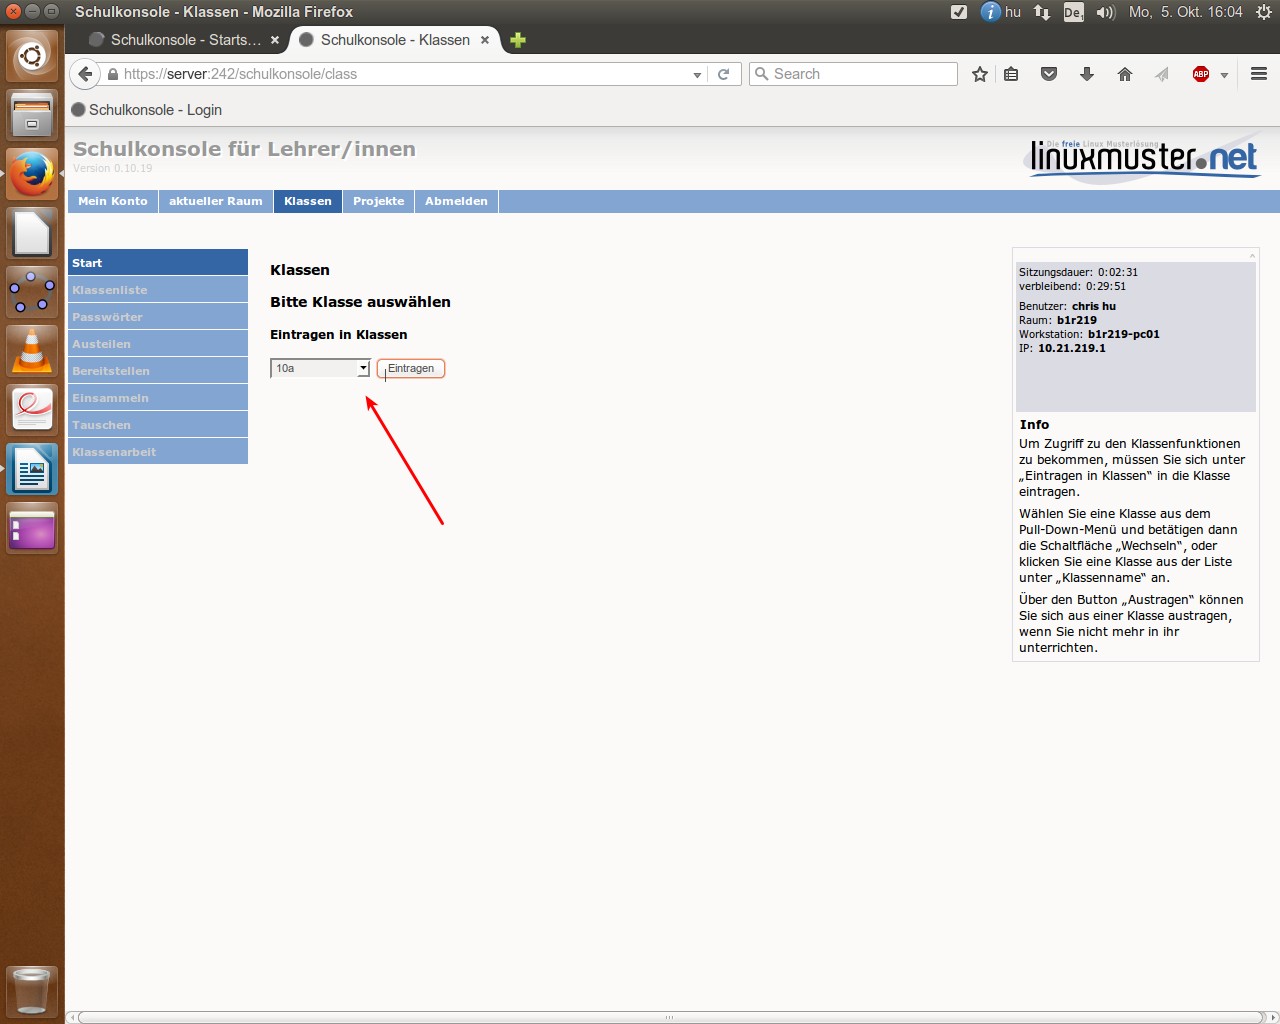 Schulkonsole - Klassen - Mozilla Firefox
hu
De1
Mo, 5. Okt. 16:04
Schulkonsole - Starts...
Schulkonsole - Klassen
https://server:242/schulkonsole/class
Search
ABP
Schulkonsole - Login
Schulkonsole für Lehrer/innen
Version 0.10.19
Die freie Linux Musterlösung
linuxmuster.net
Mein Konto
aktueller Raum
Klassen
Projekte
Abmelden
Start
Klassenliste
Passwörter
Austeilen
Bereitstellen
Einsammeln
Tauschen
Klassenarbeit
Klassen
Bitte Klasse auswählen
Eintragen in Klassen
10a
Eintragen
Sitzungsdauer: 0:02:31
verbleibend: 0:29:51
Benutzer: chris hu
Raum: b1r219
Workstation: b1r219-pc01
IP: 10.21.219.1
Info
Um Zugriff zu den Klassenfunktionen
zu bekommen, müssen Sie sich unter
„Eintragen in Klassen“ in die Klasse
eintragen.
Wählen Sie eine Klasse aus dem
Pull-Down-Menü und betätigen dann
die Schaltfläche „Wechseln“, oder
klicken Sie eine Klasse aus der Liste
unter „Klassenname“ an.
Über den Button „Austragen“ können
Sie sich aus einer Klasse austragen,
wenn Sie nicht mehr in ihr
unterrichten.